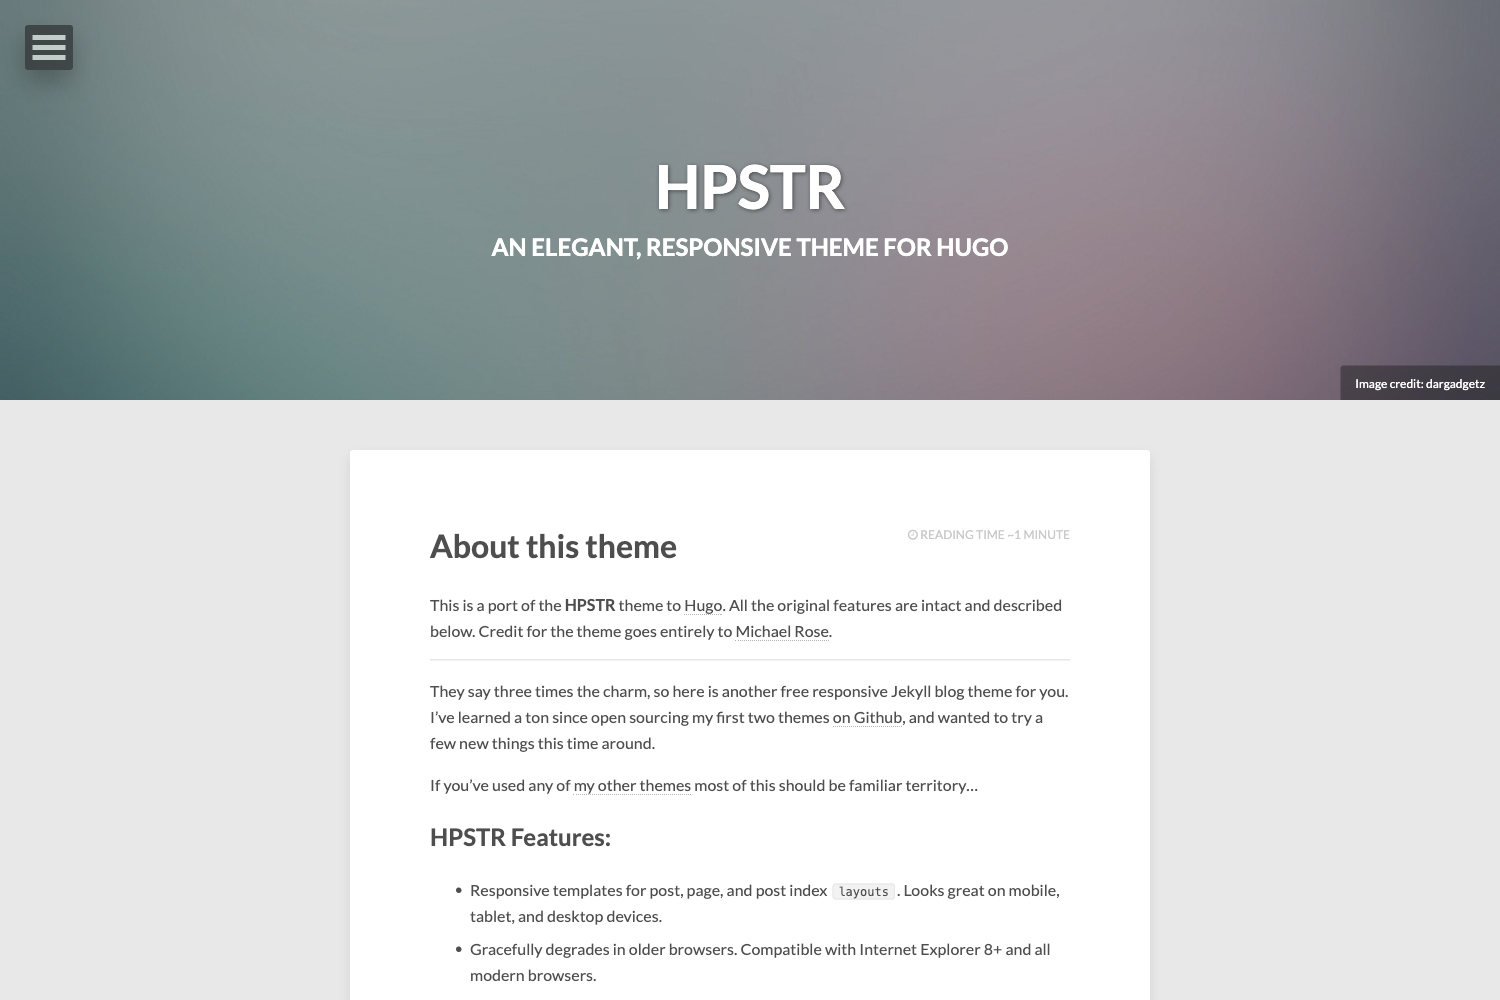 HPSTR
AN ELEGANT, RESPONSIVE THEME FOR HUGO
Image credit: dargadgetz
About this theme
READING TIME ~1 MINUTE
This is a port of the HPSTR theme to Hugo. All the original features are intact and described
below. Credit for the theme goes entirely to Michael Rose.
They say three times the charm, so here is another free responsive Jekyll blog theme for you.
I’ve learned a ton since open sourcing my first two themes on Github, and wanted to try a
few new things this time around.
If you’ve used any of my other themes most of this should be familiar territory…
HPSTR Features:
• Responsive templates for post, page, and post index layouts. Looks great on mobile,
tablet, and desktop devices.
• Gracefully degrades in older browsers. Compatible with Internet Explorer 8+ and all
modern browsers.